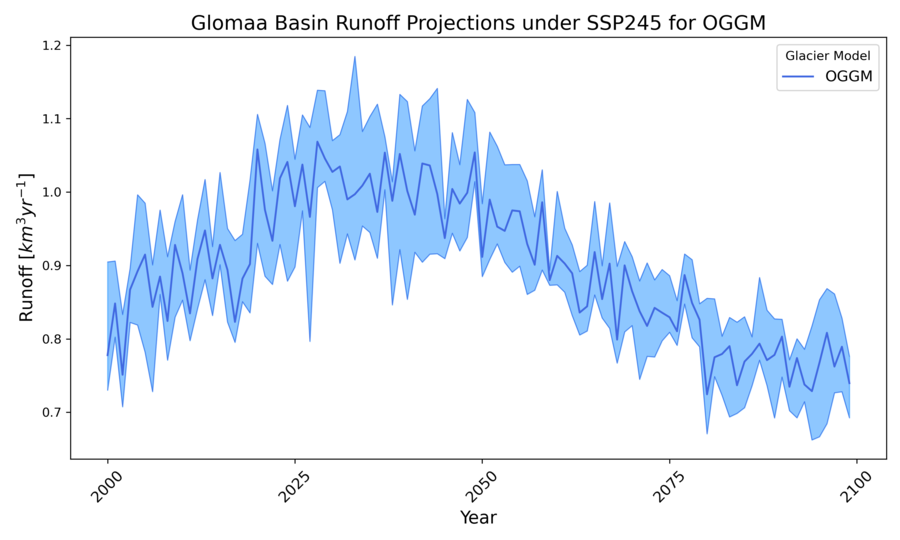 Glomaa Basin Runoff Projections under SSP245 for OGGM
Glacier Model
OGGM
Runoff [km³yr⁻¹]
1.2
1.1
1.0
0.9
0.8
0.7
2000
2025
2050
2075
2100
Year